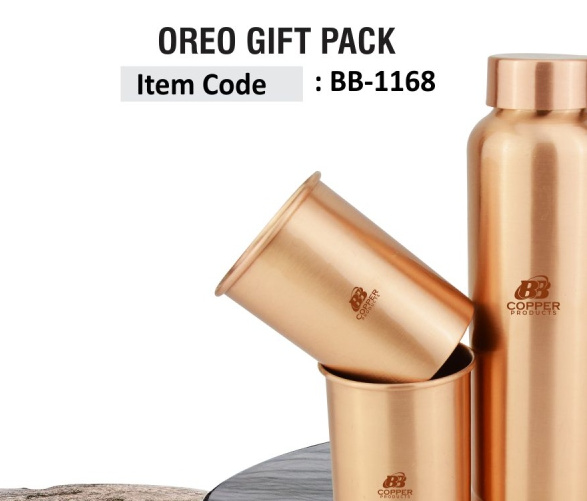 OREO GIFT PACK
Item Code : BB-1168
BB
COPPER
PRODUCTS
BB
COPPER
PRODUCTS
BB
COPPER
PRODUCTS